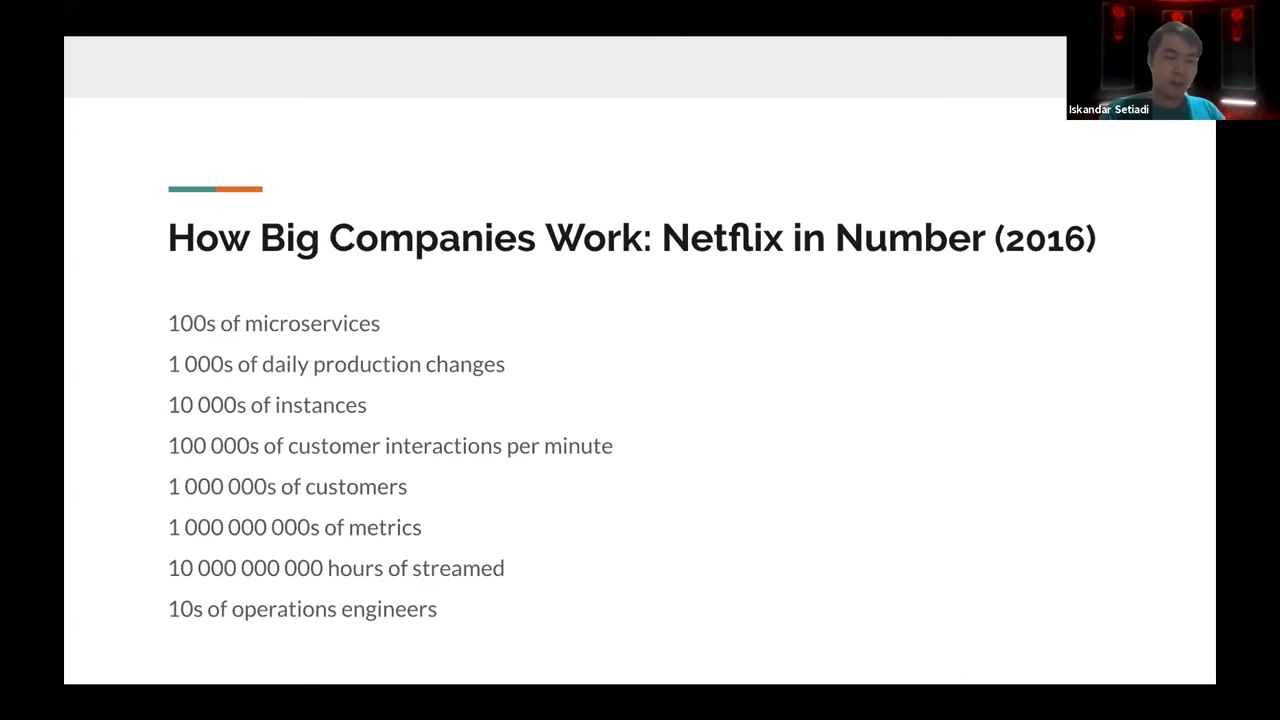 Iskandar Setiadi
How Big Companies Work: Netflix in Number (2016)
100s of microservices
1 000s of daily production changes
10 000s of instances
100 000s of customer interactions per minute
1 000 000s of customers
1 000 000 000s of metrics
10 000 000 000 hours of streamed
10s of operations engineers